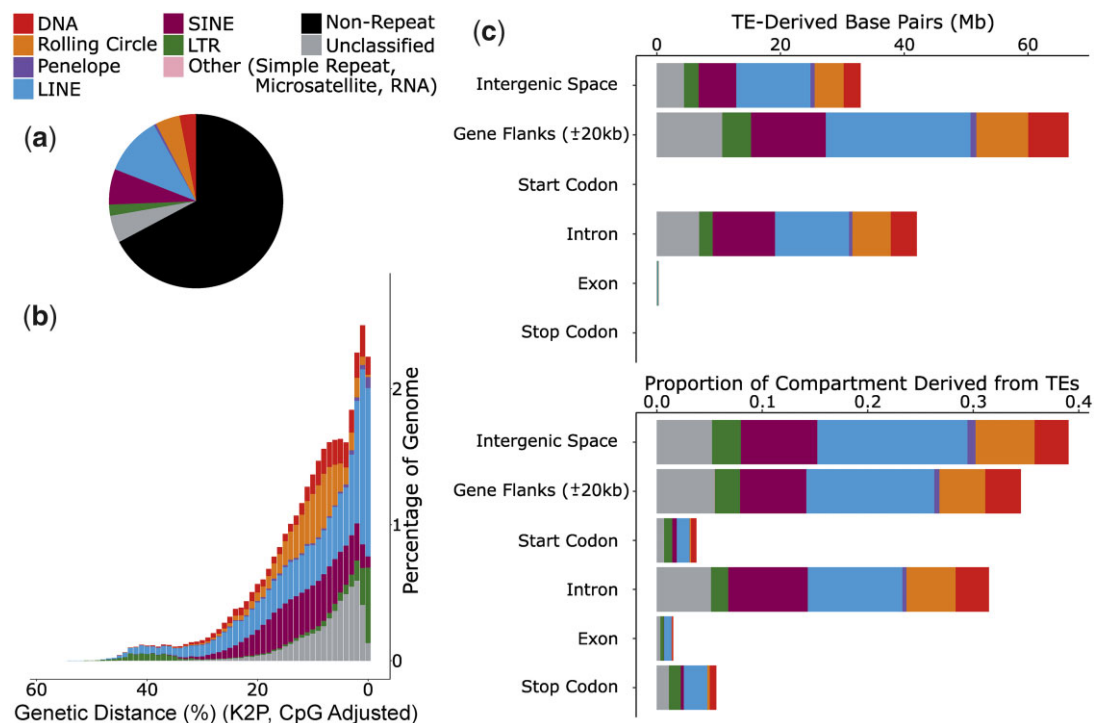 DNA
Rolling Circle
Penelope
LINE
SINE
LTR
Other (Simple Repeat, Microsatellite, RNA)
Non-Repeat
Unclassified
(a)
(b)
2
1
0
Percentage of Genome
60
40
20
0
Genetic Distance (%) (K2P, CpG Adjusted)
(c)
TE-Derived Base Pairs (Mb)
0
20
40
60
Intergenic Space
Gene Flanks (±20kb)
Start Codon
Intron
Exon
Stop Codon
Proportion of Compartment Derived from TEs
0.0
0.1
0.2
0.3
0.4
Intergenic Space
Gene Flanks (±20kb)
Start Codon
Intron
Exon
Stop Codon